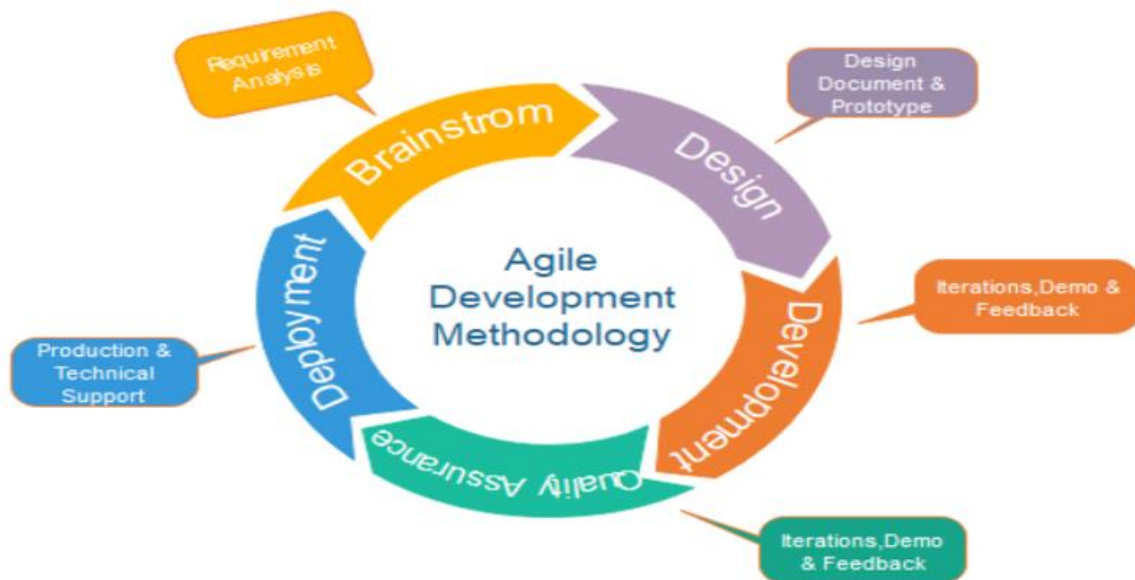 Requirement
Analysis
Brainstrom
Design
Document &
Prototype
Design
Iterations,Demo &
Feedback
Development
Iterations,Demo
& Feedback
Quality Assurance
Production &
Technical
Support
Deployment
Agile
Development
Methodology